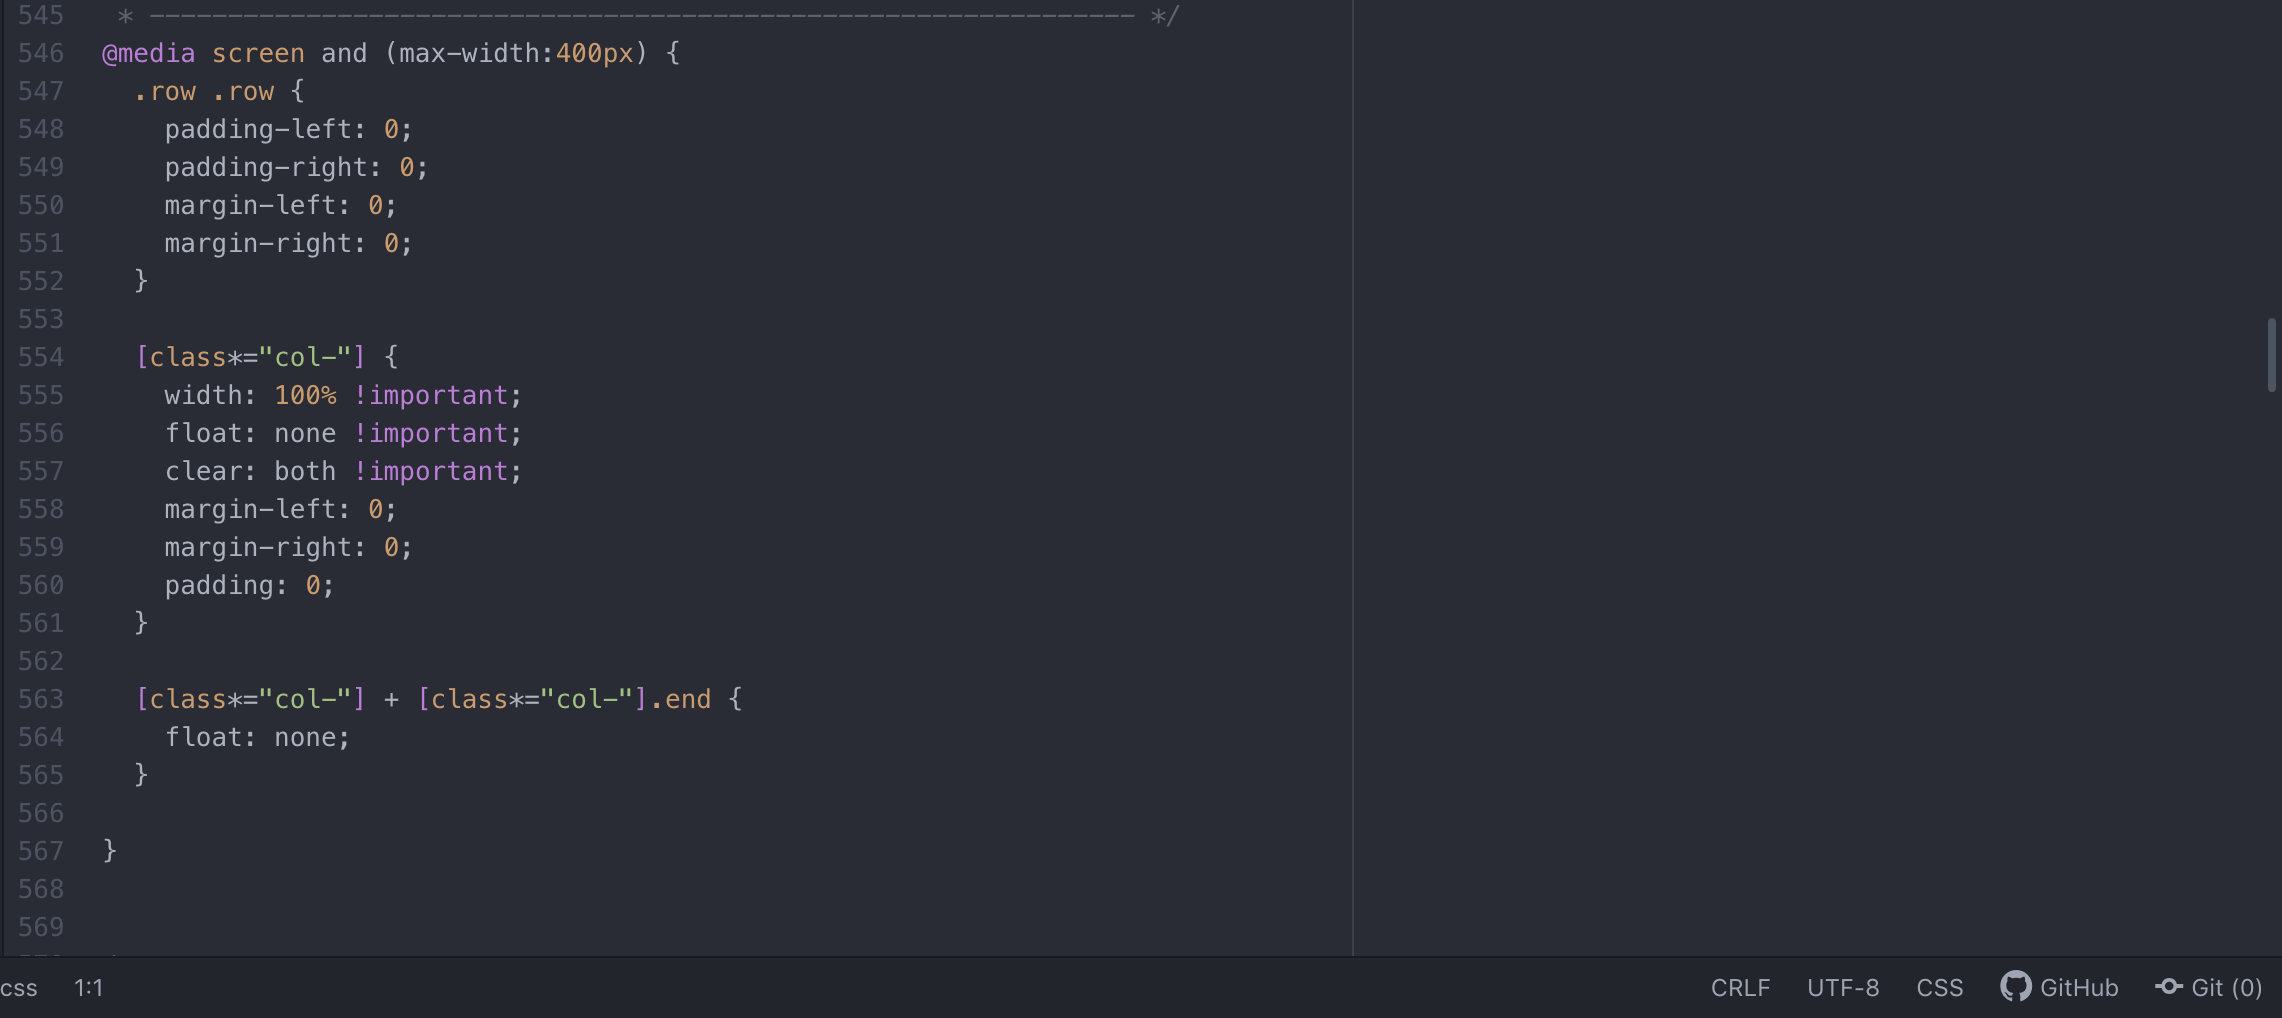 545 * --------------------------------------------------------------- */
546 @media screen and (max-width:400px) {
547 .row .row {
548 padding-left: 0;
549 padding-right: 0;
550 margin-left: 0;
551 margin-right: 0;
552 }
553
554 [class*="col-"] {
555 width: 100% !important;
556 float: none !important;
557 clear: both !important;
558 margin-left: 0;
559 margin-right: 0;
560 padding: 0;
561 }
562
563 [class*="col-"] + [class*="col-"].end {
564 float: none;
565 }
566
567 }
568
569
css 1:1 CRLF UTF-8 CSS GitHub Git (0)